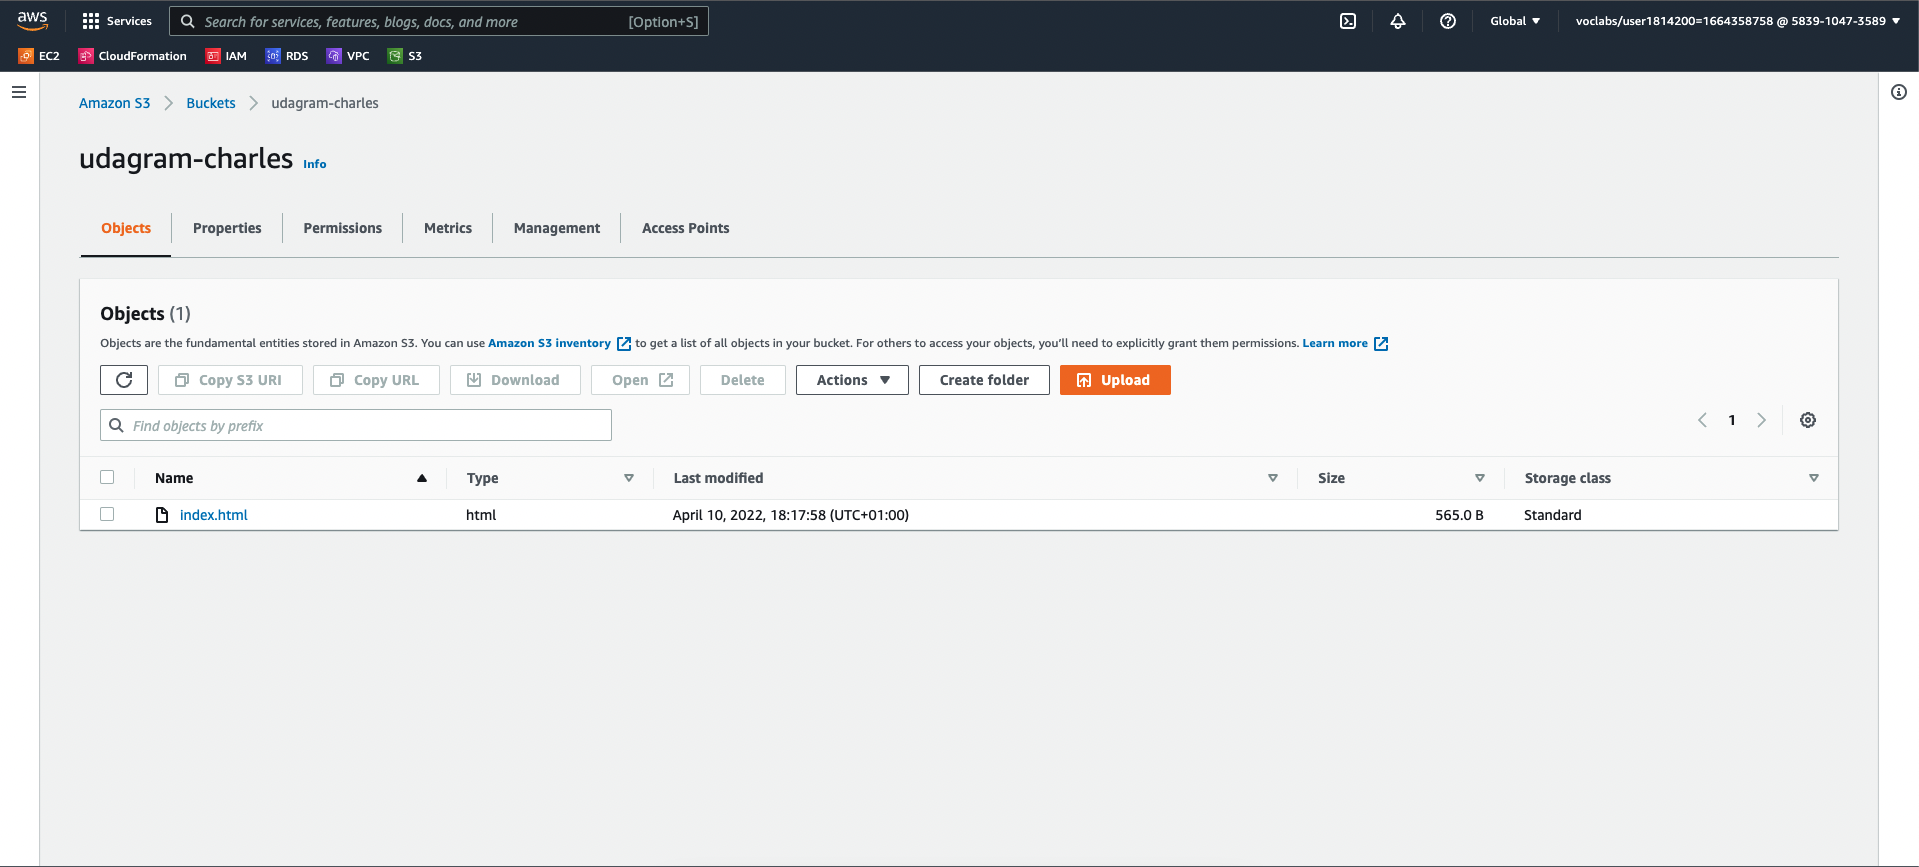 aws Services Search for services, features, blogs, docs, and more [Option+S] Global voclabs/user1814200=1664358758 @ 5839-1047-3589
EC2 CloudFormation IAM RDS VPC S3
Amazon S3 Buckets udagram-charles
udagram-charles Info
Objects Properties Permissions Metrics Management Access Points
Objects (1)
Objects are the fundamental entities stored in Amazon S3. You can use Amazon S3 inventory to get a list of all objects in your bucket. For others to access your objects, you'll need to explicitly grant them permissions. Learn more
Copy S3 URI Copy URL Download Open Delete Actions Create folder Upload
Find objects by prefix 1
Name Type Last modified Size Storage class
index.html html April 10, 2022, 18:17:58 (UTC+01:00) 565.0 B Standard